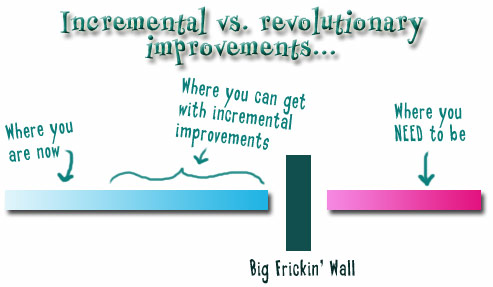 Incremental vs. revolutionary
improvements...
Where you
are now
Where you can get
with incremental
improvements
Where you
NEED to be
Big Frickin' Wall